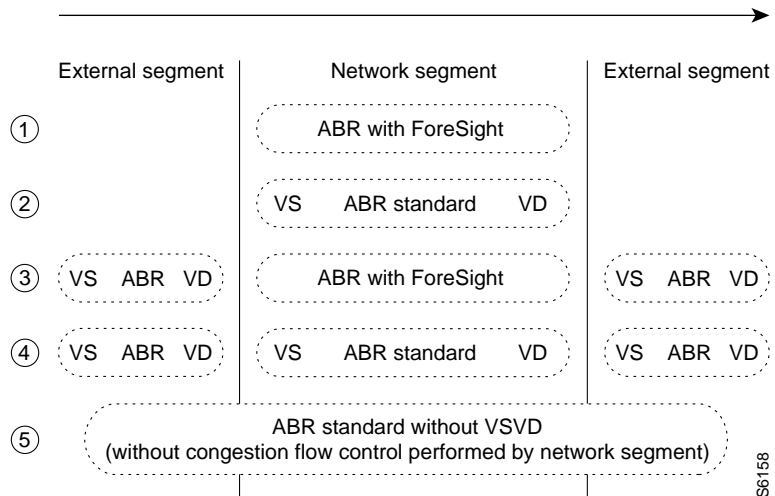 External segment Network segment External segment
1 ABR with ForeSight
2 VS ABR standard VD
3 VS ABR VD ABR with ForeSight VS ABR VD
4 VS ABR VD VS ABR standard VD VS ABR VD
5 ABR standard without VSVD
(without congestion flow control performed by network segment)
S6158